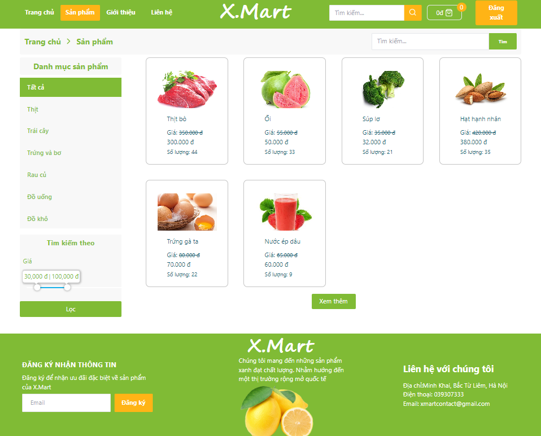 Trang chủ Sản phẩm Giới thiệu Liên hệ X.Mart Tìm kiếm... 0đ 0 Đăng xuất
Trang chủ > Sản phẩm Tìm kiếm... Tìm
Danh mục sản phẩm
Tất cả
Thịt
Trái cây
Trứng và bơ
Rau củ
Đồ uống
Đồ khô
Tìm kiếm theo
Giá
30,000 đ | 100,000 đ
Lọc
Thịt bò
Giá: 350.000 đ
300.000 đ
Số lượng: 44
Ổi
Giá: 55.000 đ
50.000 đ
Số lượng: 33
Súp lơ
Giá: 35.000 đ
32.000 đ
Số lượng: 21
Hạt hạnh nhân
Giá: 420.000 đ
380.000 đ
Số lượng: 35
Trứng gà ta
Giá: 80.000 đ
70.000 đ
Số lượng: 22
Nước ép dâu
Giá: 65.000 đ
60.000 đ
Số lượng: 9
Xem thêm
ĐĂNG KÝ NHẬN THÔNG TIN
Đăng ký để nhận ưu đãi đặc biệt về sản phẩm
của X.Mart
Email Đăng ký
X.Mart
Chúng tôi mang đến những sản phẩm
xanh đạt chất lượng. Nhằm hướng đến
một thị trường rộng mở quốc tế
Liên hệ với chúng tôi
Địa chỉ:Minh Khai, Bắc Từ Liêm, Hà Nội
Điện thoại: 039307333
Email: smartcontact@gmail.com